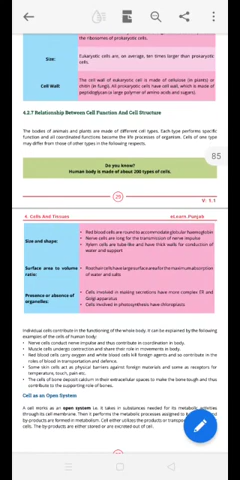 the ribosomes of prokaryotic cells.
Size:
Eukaryotic cells are, on average, ten times larger than prokaryotic
cells.
Cell Wall
The cell wall of eukaryotic cell is made of cellulose (in plants) or
chitin (in fungi). All prokaryotic cells have cell wall, which is made of
peptidoglycan (a large polymer of amino acids and sugars).
4.2.7 Relationship Between Cell Function And Cell Structure
The bodies of animals and plants are made of different cell types. Each type performs specific
function and all coordinated functions become the life processes of organism. Cells of one type
may differ from those of other types in the following respects.
85
Do you know?
Human body is made of about 200 types of cells.
29
V: 1.1
4. Cells And Tissues
eLearn.Punjab
Size and shape:
• Red blood cells are round to accommodate globular haemoglobin
• Nerve cells are long for the transmission of nerve impulse
• Xylem cells are tube-like and have thick walls for conduction of
water and support
Surface area to volume
ratio:
• Root hair cells have large surface area for the maximum absorption
of water and salts
Presence or absence of
organelles:
• Cells involved in making secretions have more complex ER and
Golgi apparatus
• Cells involved in photosynthesis have chloroplasts
Individual cells contribute in the functioning of the whole body. It can be explained by the following
examples of the cells of human body:
• Nerve cells conduct nerve impulse and thus contribute in coordination in body.
• Muscle cells undergo contraction and share their role in movements in body.
• Red blood cells carry oxygen and white blood cells kill foreign agents and so contribute in the
roles of blood in transportation and defence.
• Some skin cells act as physical barriers against foreign materials and some as receptors for
temperature, touch, pain etc.
• The cells of bone deposit calcium in their extracellular spaces to make the bone tough and thus
contribute to the supporting role of bones.
Cell as an Open System
A cell works as an open system i.e. it takes in substances needed for its metabolic activities
through its cell membrane. Then it performs the metabolic processes assigned to
by-products are formed in metabolism. Cell either utilizes the products or transports
cells. The by-products are either stored or are excreted out of cell.